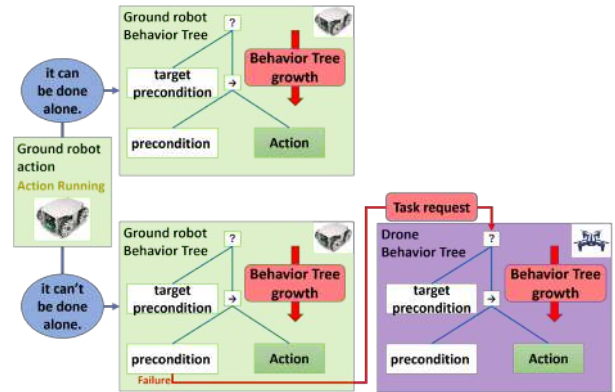 Ground robot
Behavior Tree
?
Behavior Tree
growth
target
precondition
→
precondition
Action
it can
be done
alone.
Ground robot
action
Action Running
it can't
be done
alone.
Ground robot
Behavior Tree
?
Behavior Tree
growth
target
precondition
→
precondition
Action
Failure
Task request
Drone
Behavior Tree
?
Behavior Tree
growth
target
precondition
→
precondition
Action